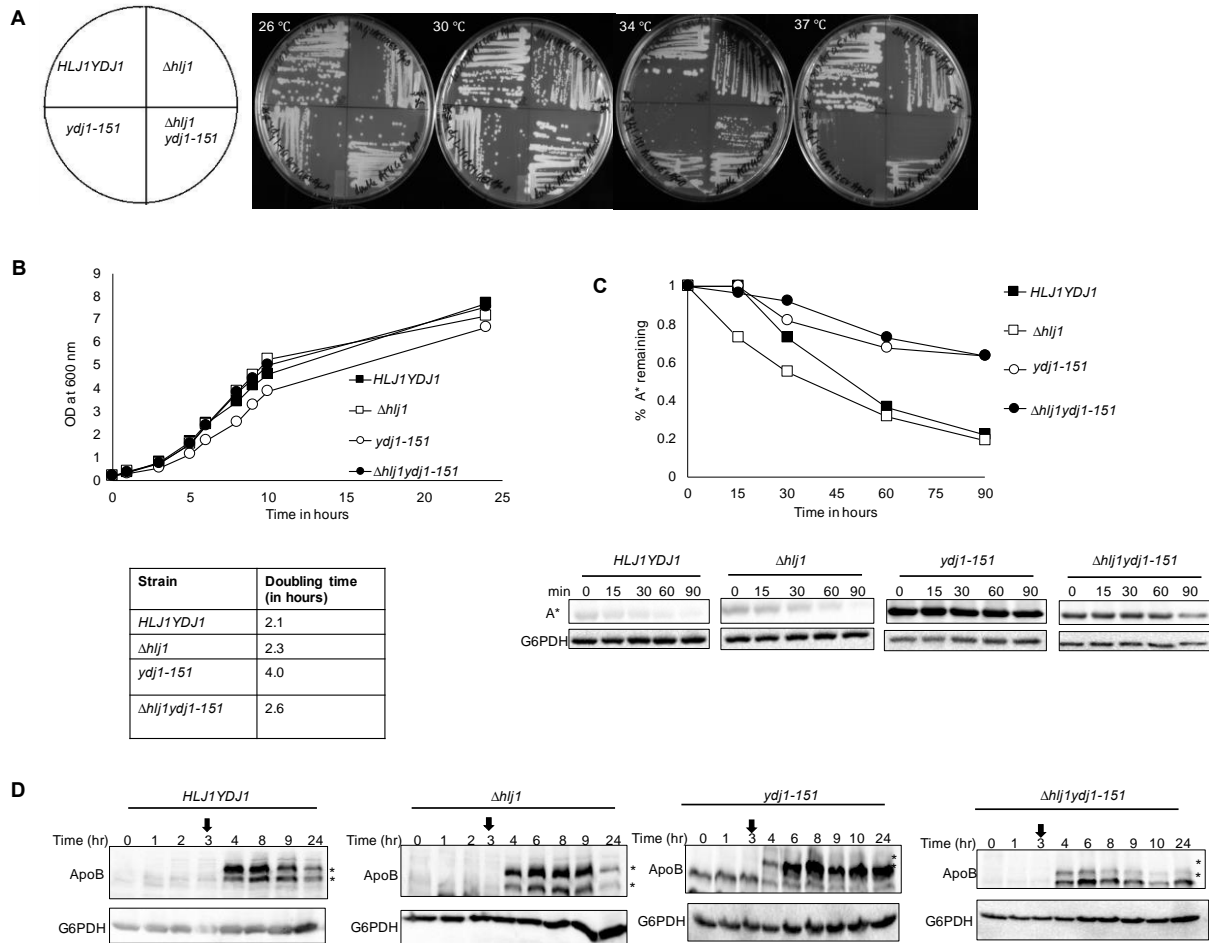 A
HLJ1YDJ1
Δhlj1
ydj1-151
Δhlj1
ydj1-151
26 °C
30 °C
34 °C
37 °C
B
OD at 600 nm
9
8
7
6
5
4
3
2
1
0
0 5 10 15 20 25
Time in hours
HLJ1YDJ1
Δhlj1
ydj1-151
Δhlj1ydj1-151
Strain Doubling time (in hours)
HLJ1YDJ1 2.1
Δhlj1 2.3
ydj1-151 4.0
Δhlj1ydj1-151 2.6
C
% A* remaining
1
0.8
0.6
0.4
0.2
0
0 15 30 45 60 75 90
Time in hours
HLJ1YDJ1
Δhlj1
ydj1-151
Δhlj1ydj1-151
HLJ1YDJ1 Δhlj1 ydj1-151 Δhlj1ydj1-151
min 0 15 30 60 90 0 15 30 60 90 0 15 30 60 90 0 15 30 60 90
A*
G6PDH
D
HLJ1YDJ1
Time (hr) 0 1 2 3 4 8 9 24
ApoB
*
*
G6PDH
Δhlj1
Time (hr) 0 1 2 3 4 6 8 9 24
ApoB
*
*
G6PDH
ydj1-151
Time (hr) 0 1 3 4 6 8 9 10 24
ApoB
*
*
G6PDH
Δhlj1ydj1-151
Time (hr) 0 1 3 4 6 8 9 10 24
ApoB
*
*
G6PDH